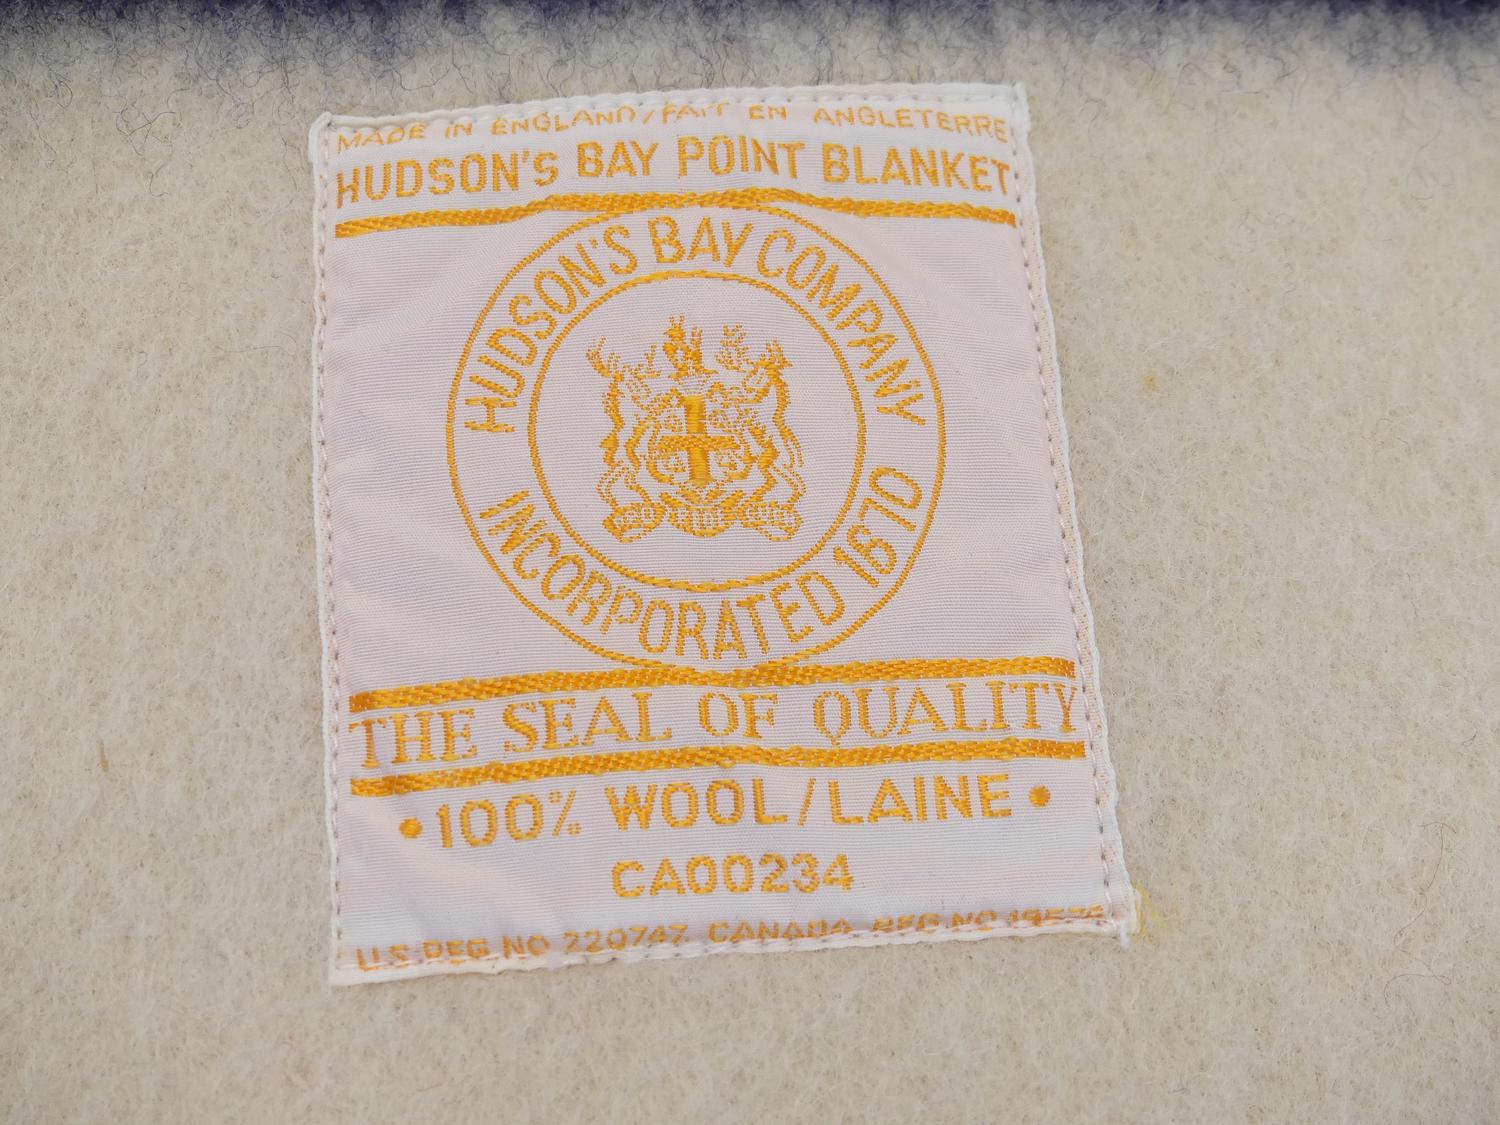 MADE IN ENGLAND/FAIT EN ANGLETERRE
HUDSON'S BAY POINT BLANKET
HUDSON'S BAY COMPANY
INCORPORATED 1670
THE SEAL OF QUALITY
•100% WOOL/LAINE•
CA00234
U.S. REG NO 220747. CANADA REG. NO